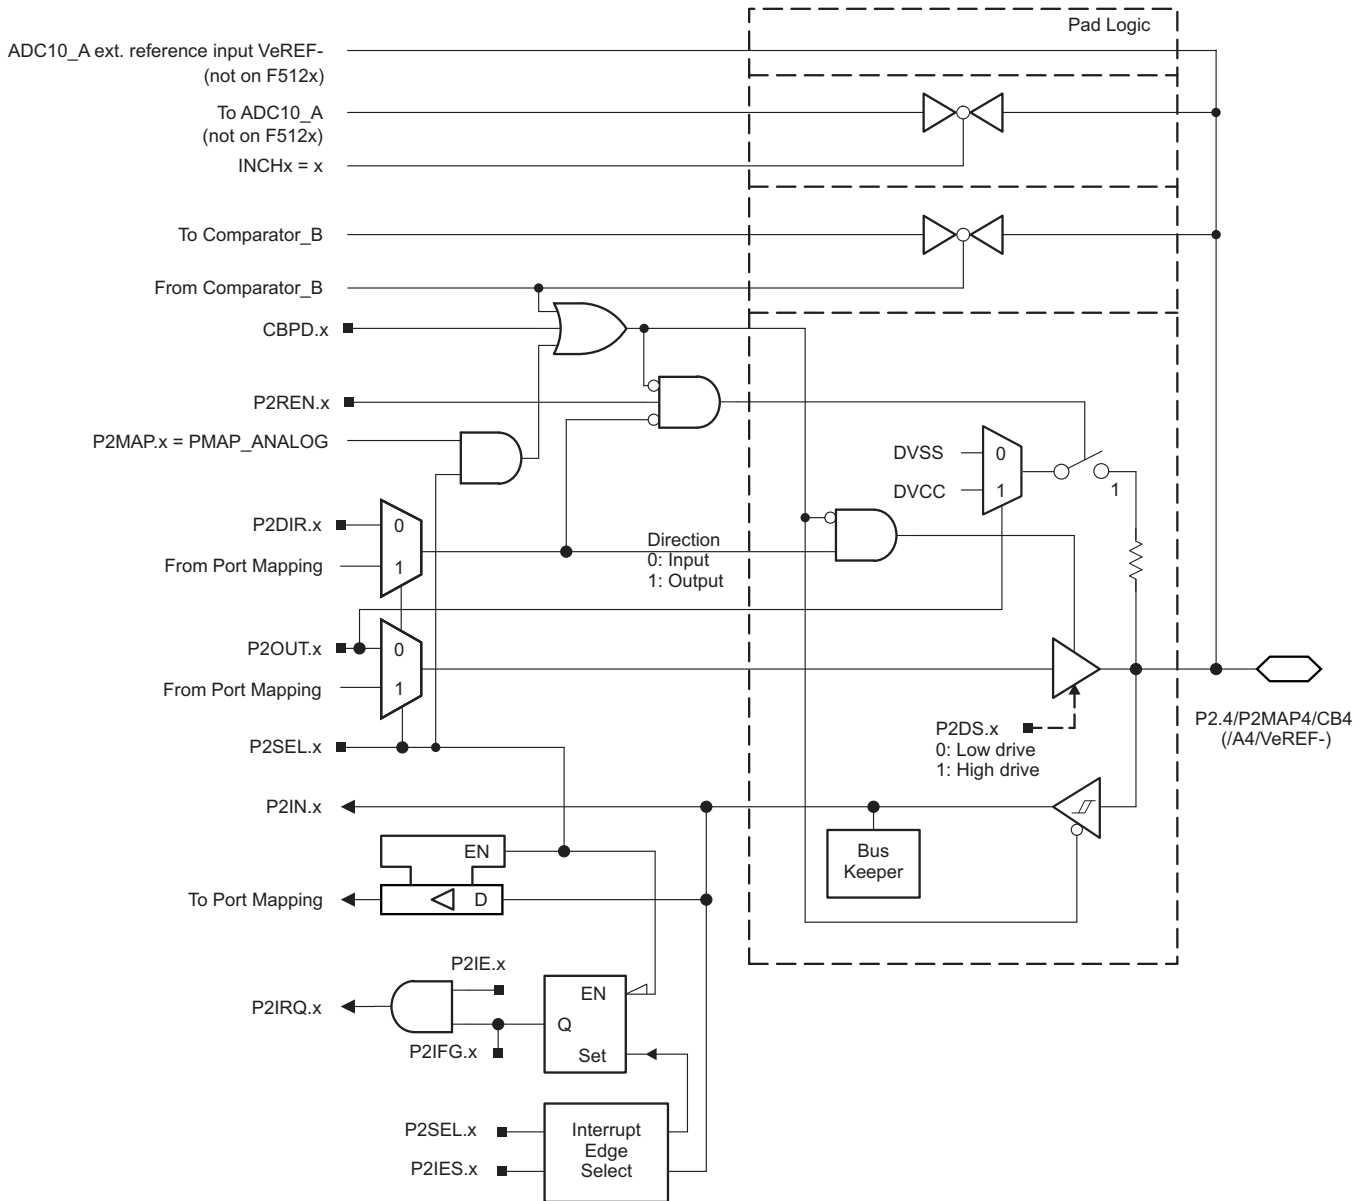 Pad Logic
ADC10_A ext. reference input VeREF-
(not on F512x)
To ADC10_A
(not on F512x)
INCHx = x
To Comparator_B
From Comparator_B
CBPD.x
P2REN.x
P2MAP.x = PMAP_ANALOG
DVSS
0
DVCC
1
1
P2DIR.x
0
Direction
0: Input
1: Output
From Port Mapping
1
P2OUT.x
0
From Port Mapping
1
P2.4/P2MAP4/CB4
(/A4/VeREF-)
P2DS.x
0: Low drive
1: High drive
P2SEL.x
P2IN.x
EN
Bus
Keeper
To Port Mapping
D
P2IE.x
EN
P2IRQ.x
Q
P2IFG.x
Set
P2SEL.x
P2IES.x
Interrupt
Edge
Select